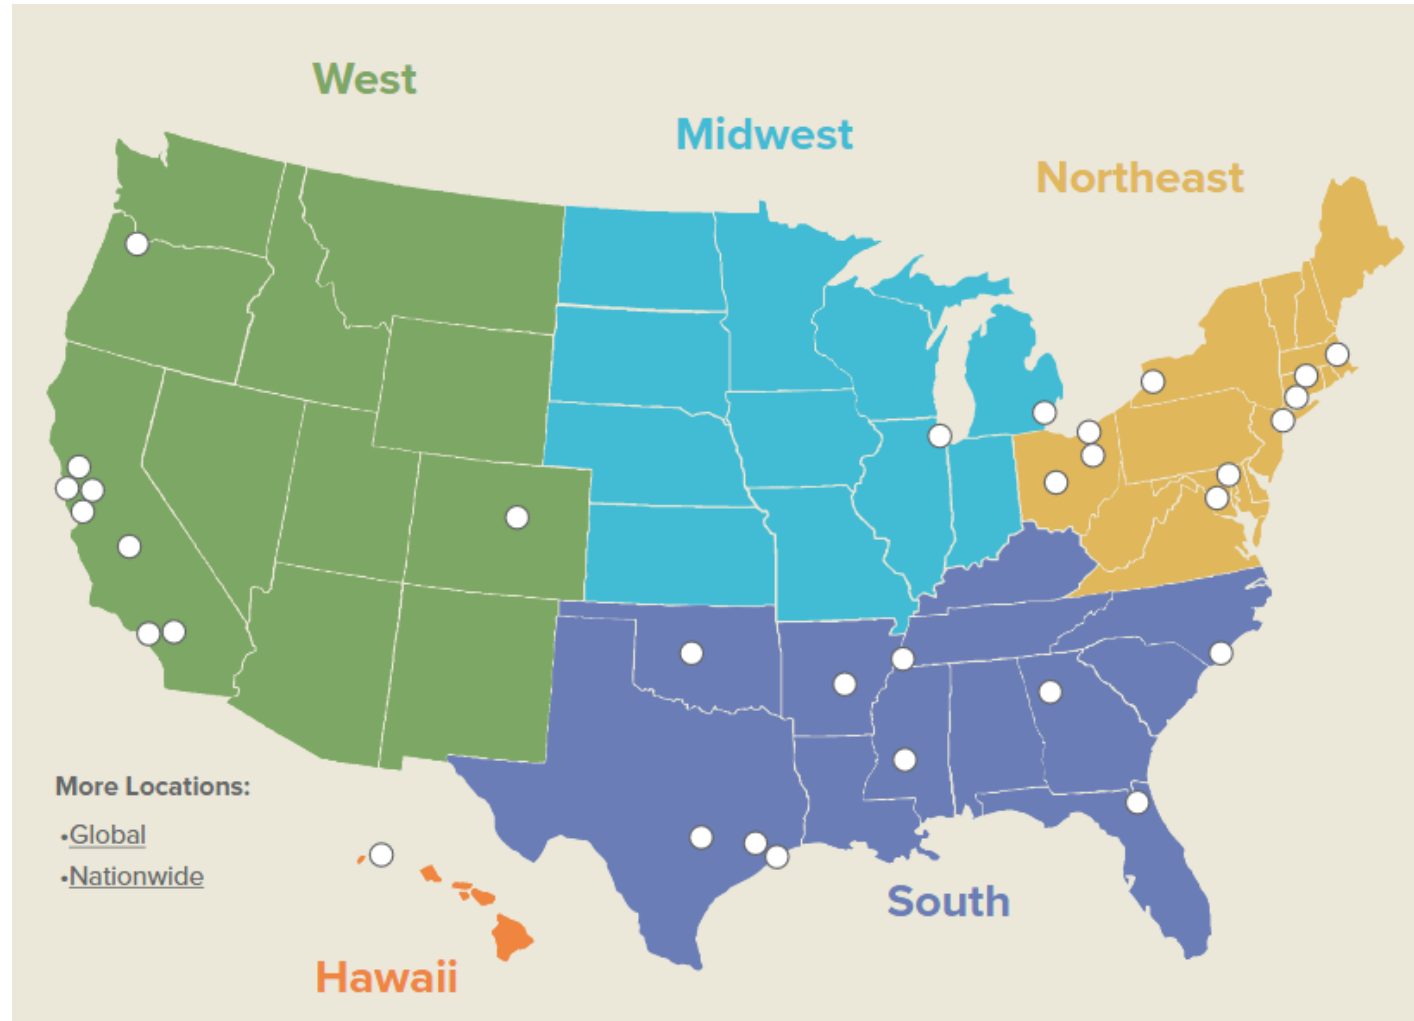 West
Midwest
Northeast
More Locations:
•Global
•Nationwide
South
Hawaii